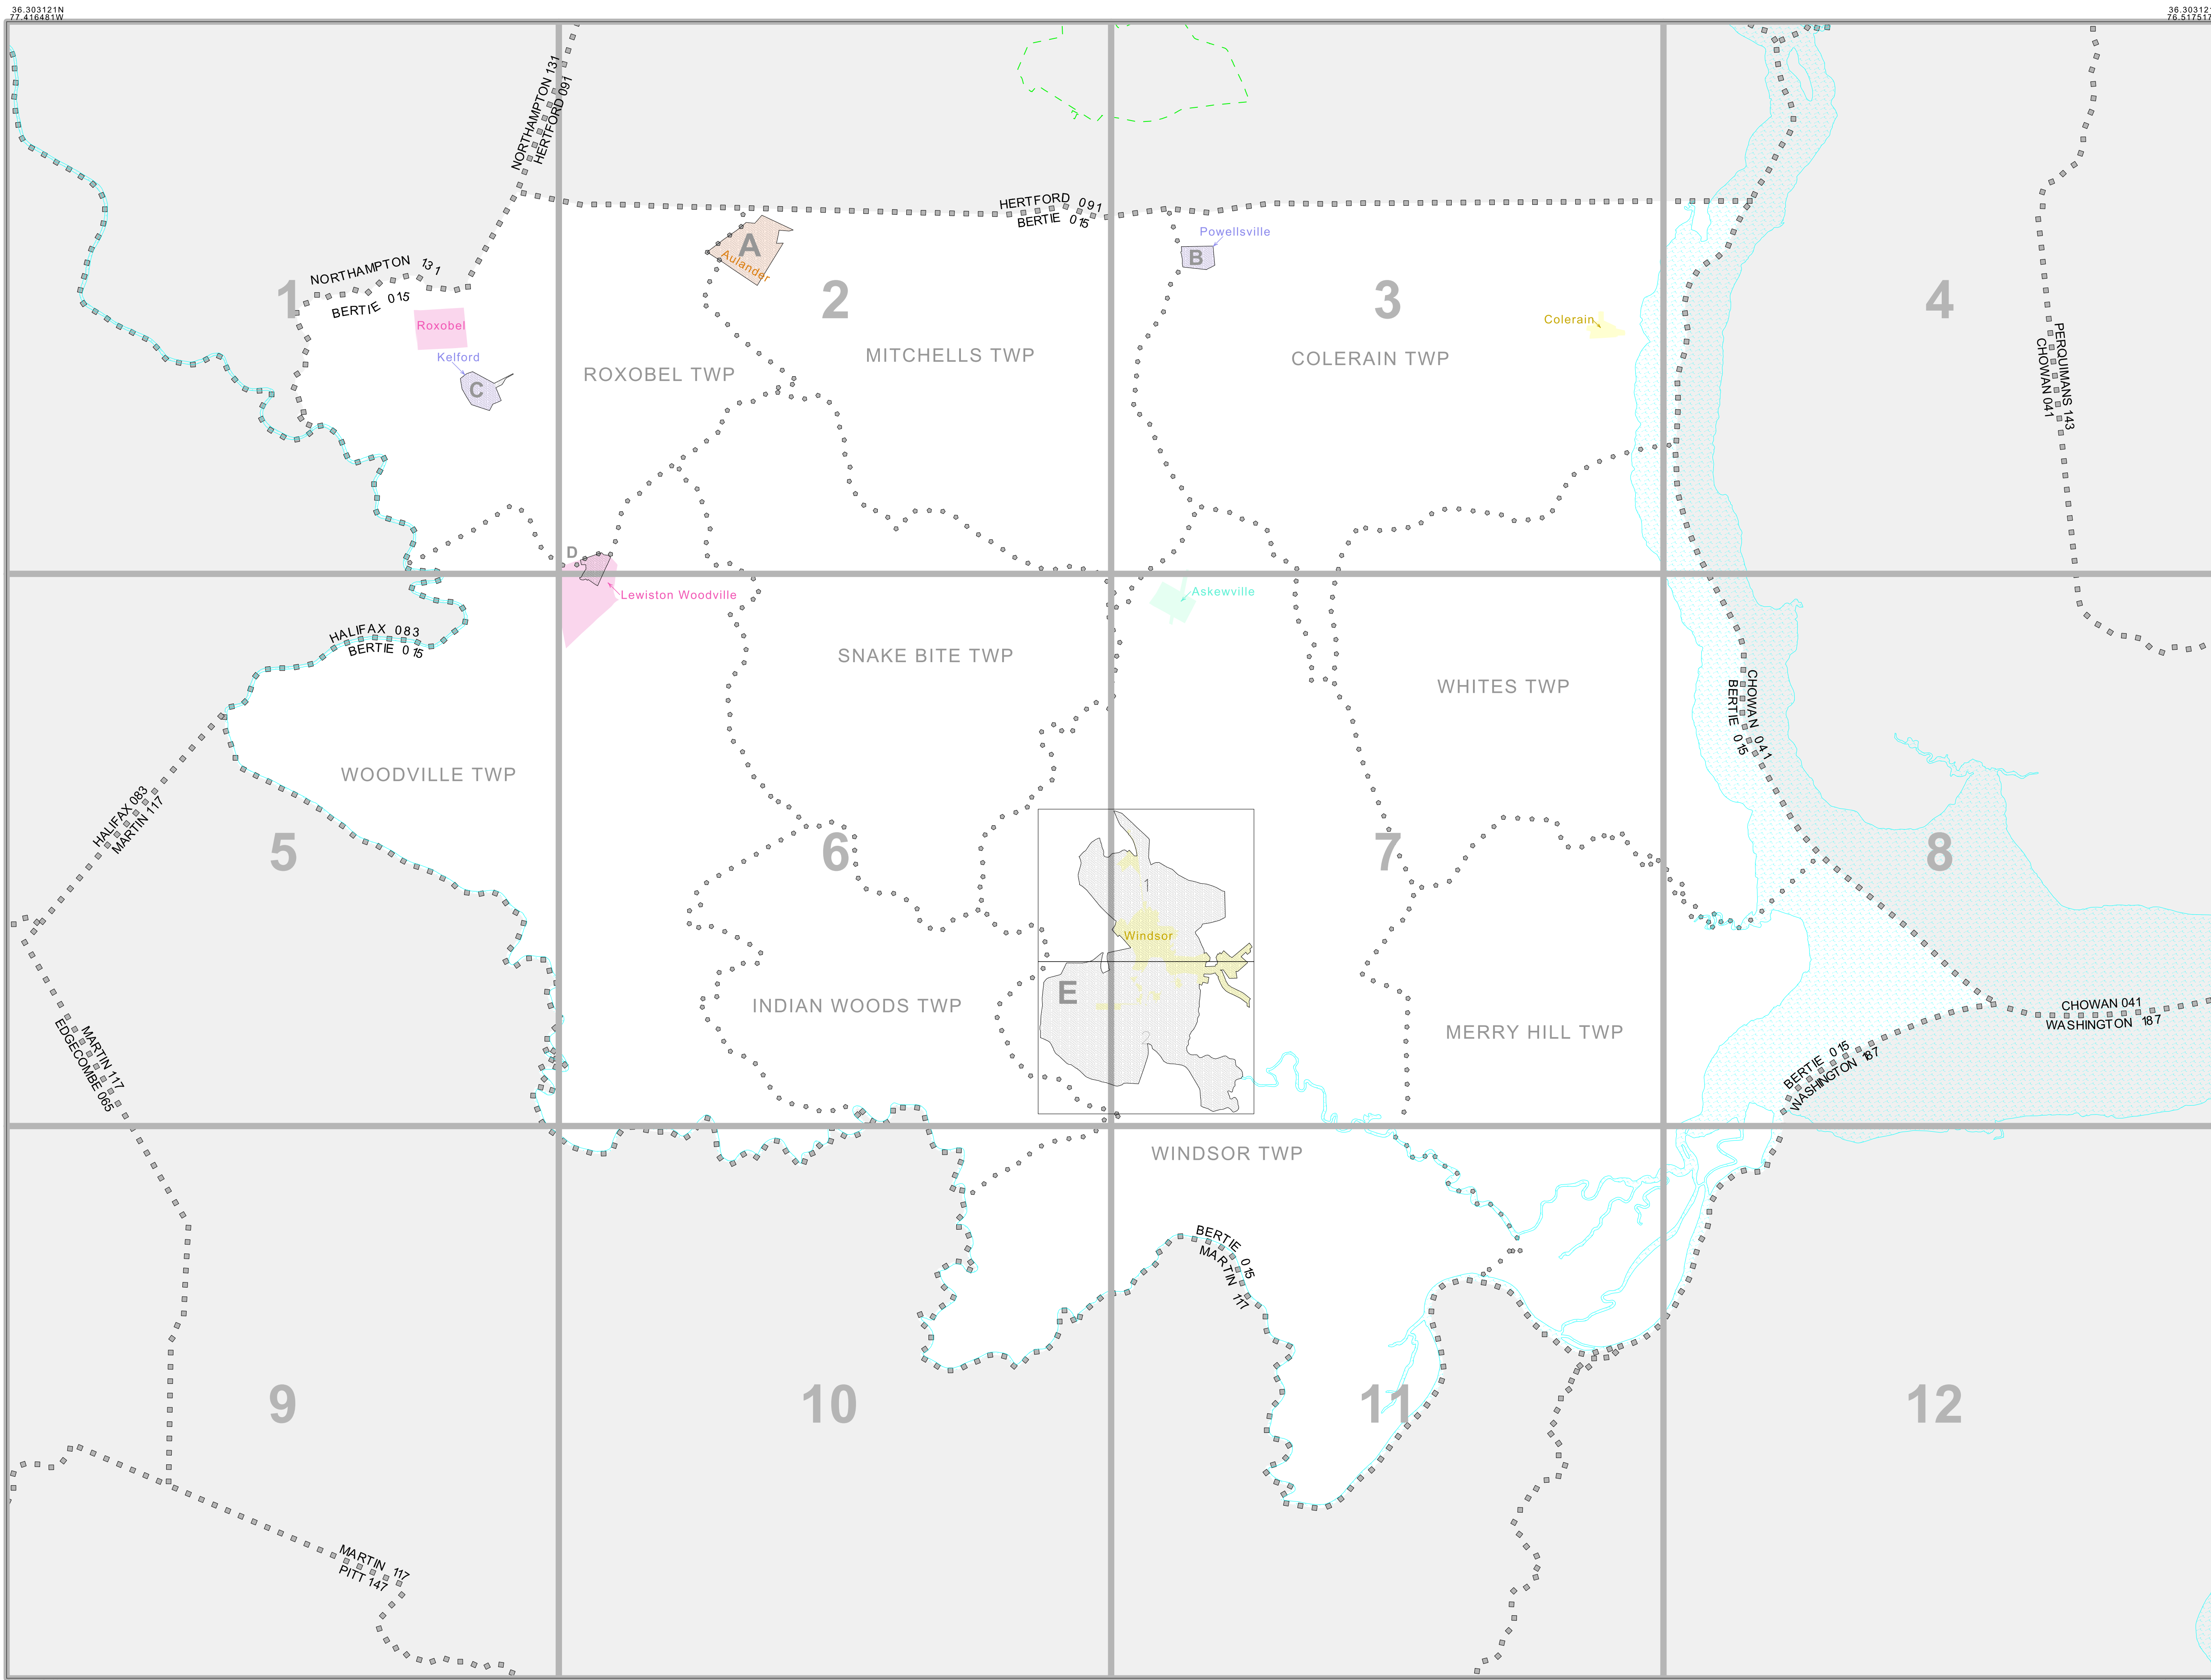 36.303121N
77.416481W
36.303121
76.517517
NORTHAMPTON 131
HERTFORD 091
HERTFORD 091
BERTIE 015
A
Aulander
Powellsville
B
NORTHAMPTON 131
BERTIE 015
1
2
3
4
Roxobel
Colerain
Kelford
C
MITCHELLS TWP
COLERAIN TWP
ROXOBEL TWP
PERQUIMANS 143
CHOWAN 041
D
Lewiston Woodville
Askewville
HALIFAX 083
BERTIE 015
SNAKE BITE TWP
WHITES TWP
CHOWAN 041
BERTIE 015
WOODVILLE TWP
HALIFAX 083
MARTIN 117
5
6
7
8
1
Windsor
E
INDIAN WOODS TWP
2
MERRY HILL TWP
CHOWAN 041
WASHINGTON 187
MARTIN 117
EDGECOMBE 065
BERTIE 015
WASHINGTON 187
WINDSOR TWP
BERTIE 015
MARTIN 117
9
10
11
12
MARTIN 117
PITT 147